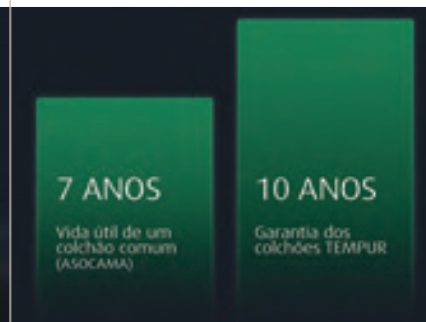 7 ANOS
Vida útil de um
colchão comum
(ASOCAMA)
10 ANOS
Garantia dos
colchões TEMPUR